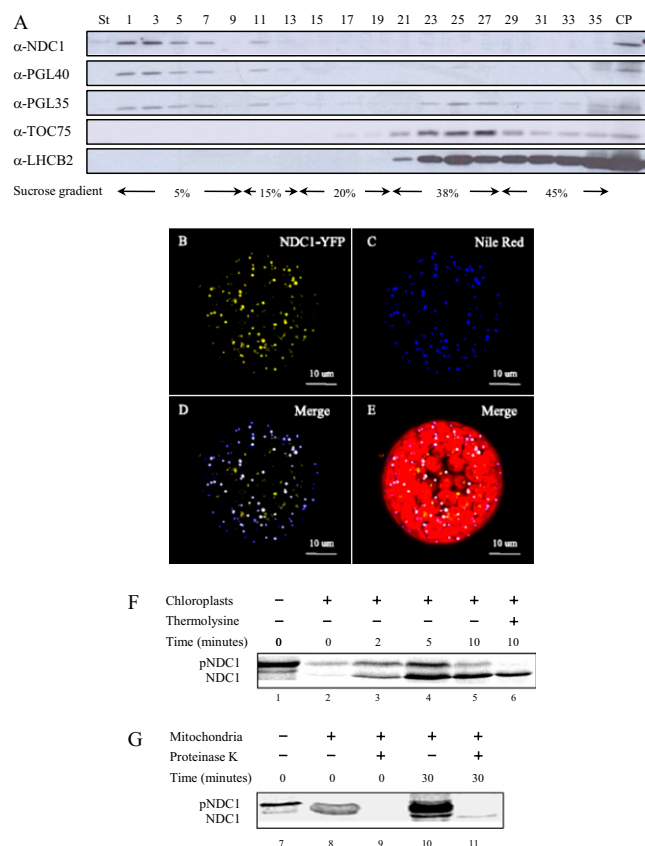 A St 1 3 5 7 9 11 13 15 17 19 21 23 25 27 29 31 33 35 CP
α-NDC1
α-PGL40
α-PGL35
α-TOC75
α-LHCB2
Sucrose gradient 5% 15% 20% 38% 45%
B NDC1-YFP
10 um
C Nile Red
10 um
D Merge
10 um
E Merge
10 um
F Chloroplasts − + + + + +
Thermolysine − − − − − +
Time (minutes) 0 0 2 5 10 10
pNDC1
NDC1
1 2 3 4 5 6
G Mitochondria − + + + +
Proteinase K − − + − +
Time (minutes) 0 0 0 30 30
pNDC1
NDC1
7 8 9 10 11